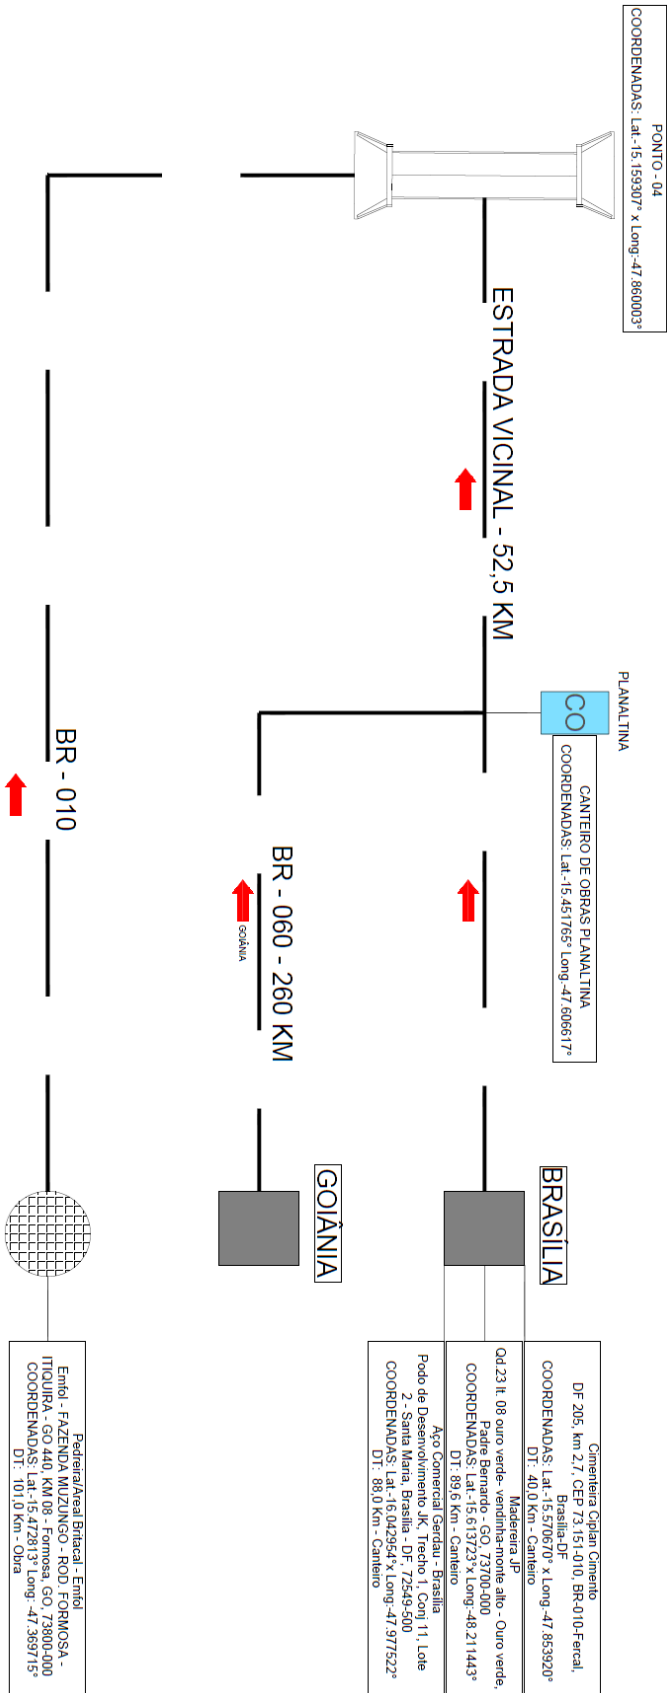 PONTO - 04
COORDENADAS: Lat.-15.159307° x Long:-47.860003°
ESTRADA VICINAL - 52,5 KM
PLANALTINA
CO
CANTEIRO DE OBRAS PLANALTINA
COORDENADAS: Lat.-15.451765° Long:-47.606617°
BR - 010
BR - 060 - 260 KM
GOIÂNIA
BRASÍLIA
GOIÂNIA
Cimenteira Ciplan Cimento
DF 205, km 2,7, CEP 73.151-010, BR-010-Fercal,
Brasília-DF
COORDENADAS: Lat.-15.570670° x Long:-47.853920°
DT: 40,0 Km - Canteiro
Madereira JP
Qd.23 lt. 08 ouro verde- vendinha-monte alto - Ouro verde,
Padre Bernardo - GO, 73700-000
COORDENADAS: Lat.-15.613723°x Long:-48.211443°
DT: 89,6 Km - Canteiro
Aço Comercial Gerdau - Brasília
Podo de Desenvolvimento JK, Trecho 1, Conj 11, Lote
2 - Santa Maria, Brasília - DF, 72549-500
COORDENADAS: Lat.-16.042954°x Long:-47.977522°
DT: 88,0 Km - Canteiro
Pedreira/Areal Britacal - Emfol
Emfol - FAZENDA MUZUNGO - ROD. FORMOSA -
ITIQUIRA - GO 440, KM 08 - Formosa, GO, 73800-000
COORDENADAS: Lat.-15.472813° Long: -47.369715°
DT: 101,0 Km - Obra